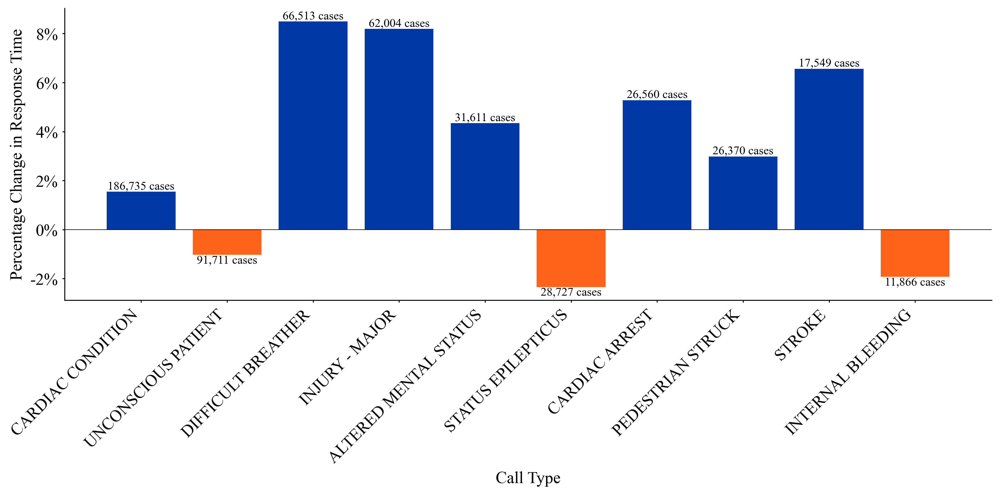 Percentage Change in Response Time
8%
6%
4%
2%
0%
-2%
186,735 cases
91,711 cases
66,513 cases
62,004 cases
31,611 cases
28,727 cases
26,560 cases
26,370 cases
17,549 cases
11,866 cases
CARDIAC CONDITION
UNCONSCIOUS PATIENT
DIFFICULT BREATHER
INJURY - MAJOR
ALTERED MENTAL STATUS
STATUS EPILEPTICUS
CARDIAC ARREST
PEDESTRIAN STRUCK
STROKE
INTERNAL BLEEDING
Call Type